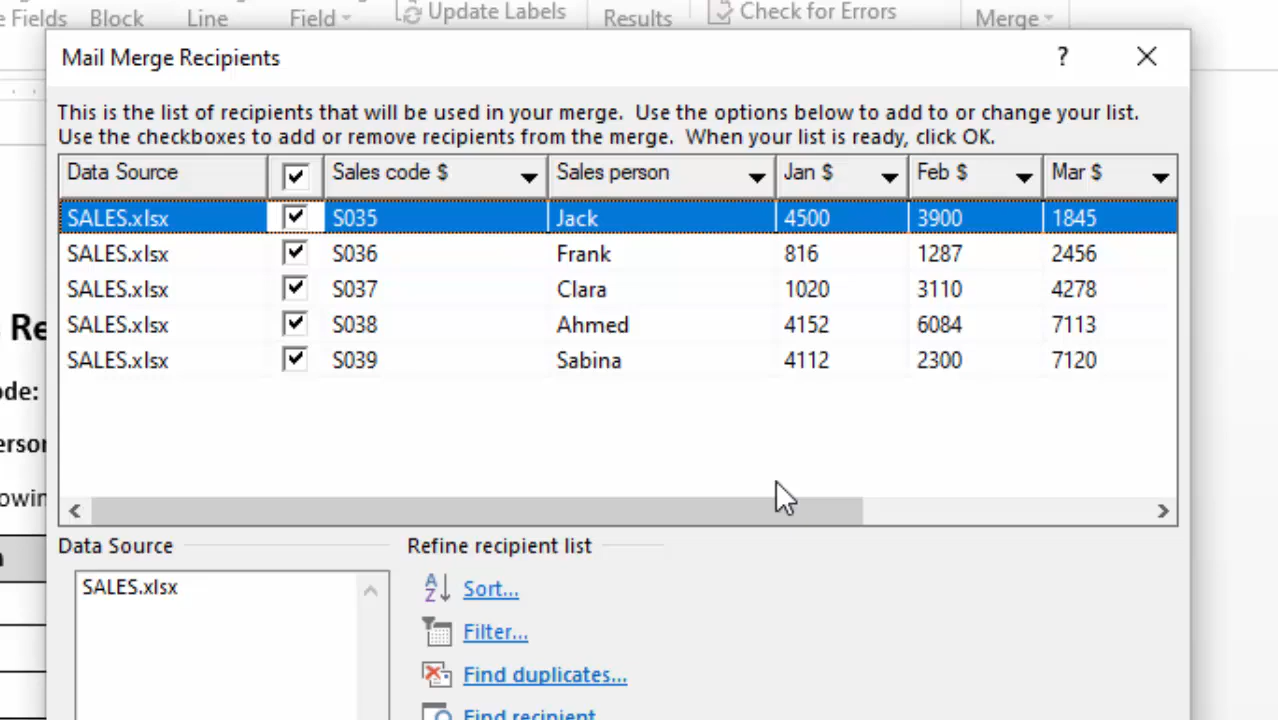 e Fields Block Line Field Update Labels Results Check for Errors Merge
Mail Merge Recipients ? ×
This is the list of recipients that will be used in your merge. Use the options below to add to or change your list.
Use the checkboxes to add or remove recipients from the merge. When your list is ready, click OK.
Data Source Sales code $ Sales person Jan $ Feb $ Mar $
SALES.xlsx S035 Jack 4500 3900 1845
SALES.xlsx S036 Frank 816 1287 2456
SALES.xlsx S037 Clara 1020 3110 4278
SALES.xlsx S038 Ahmed 4152 6084 7113
SALES.xlsx S039 Sabina 4112 2300 7120
Re
ode:
erson
owin
Data Source Refine recipient list
SALES.xlsx
Sort...
Filter...
Find duplicates...
Find recipient